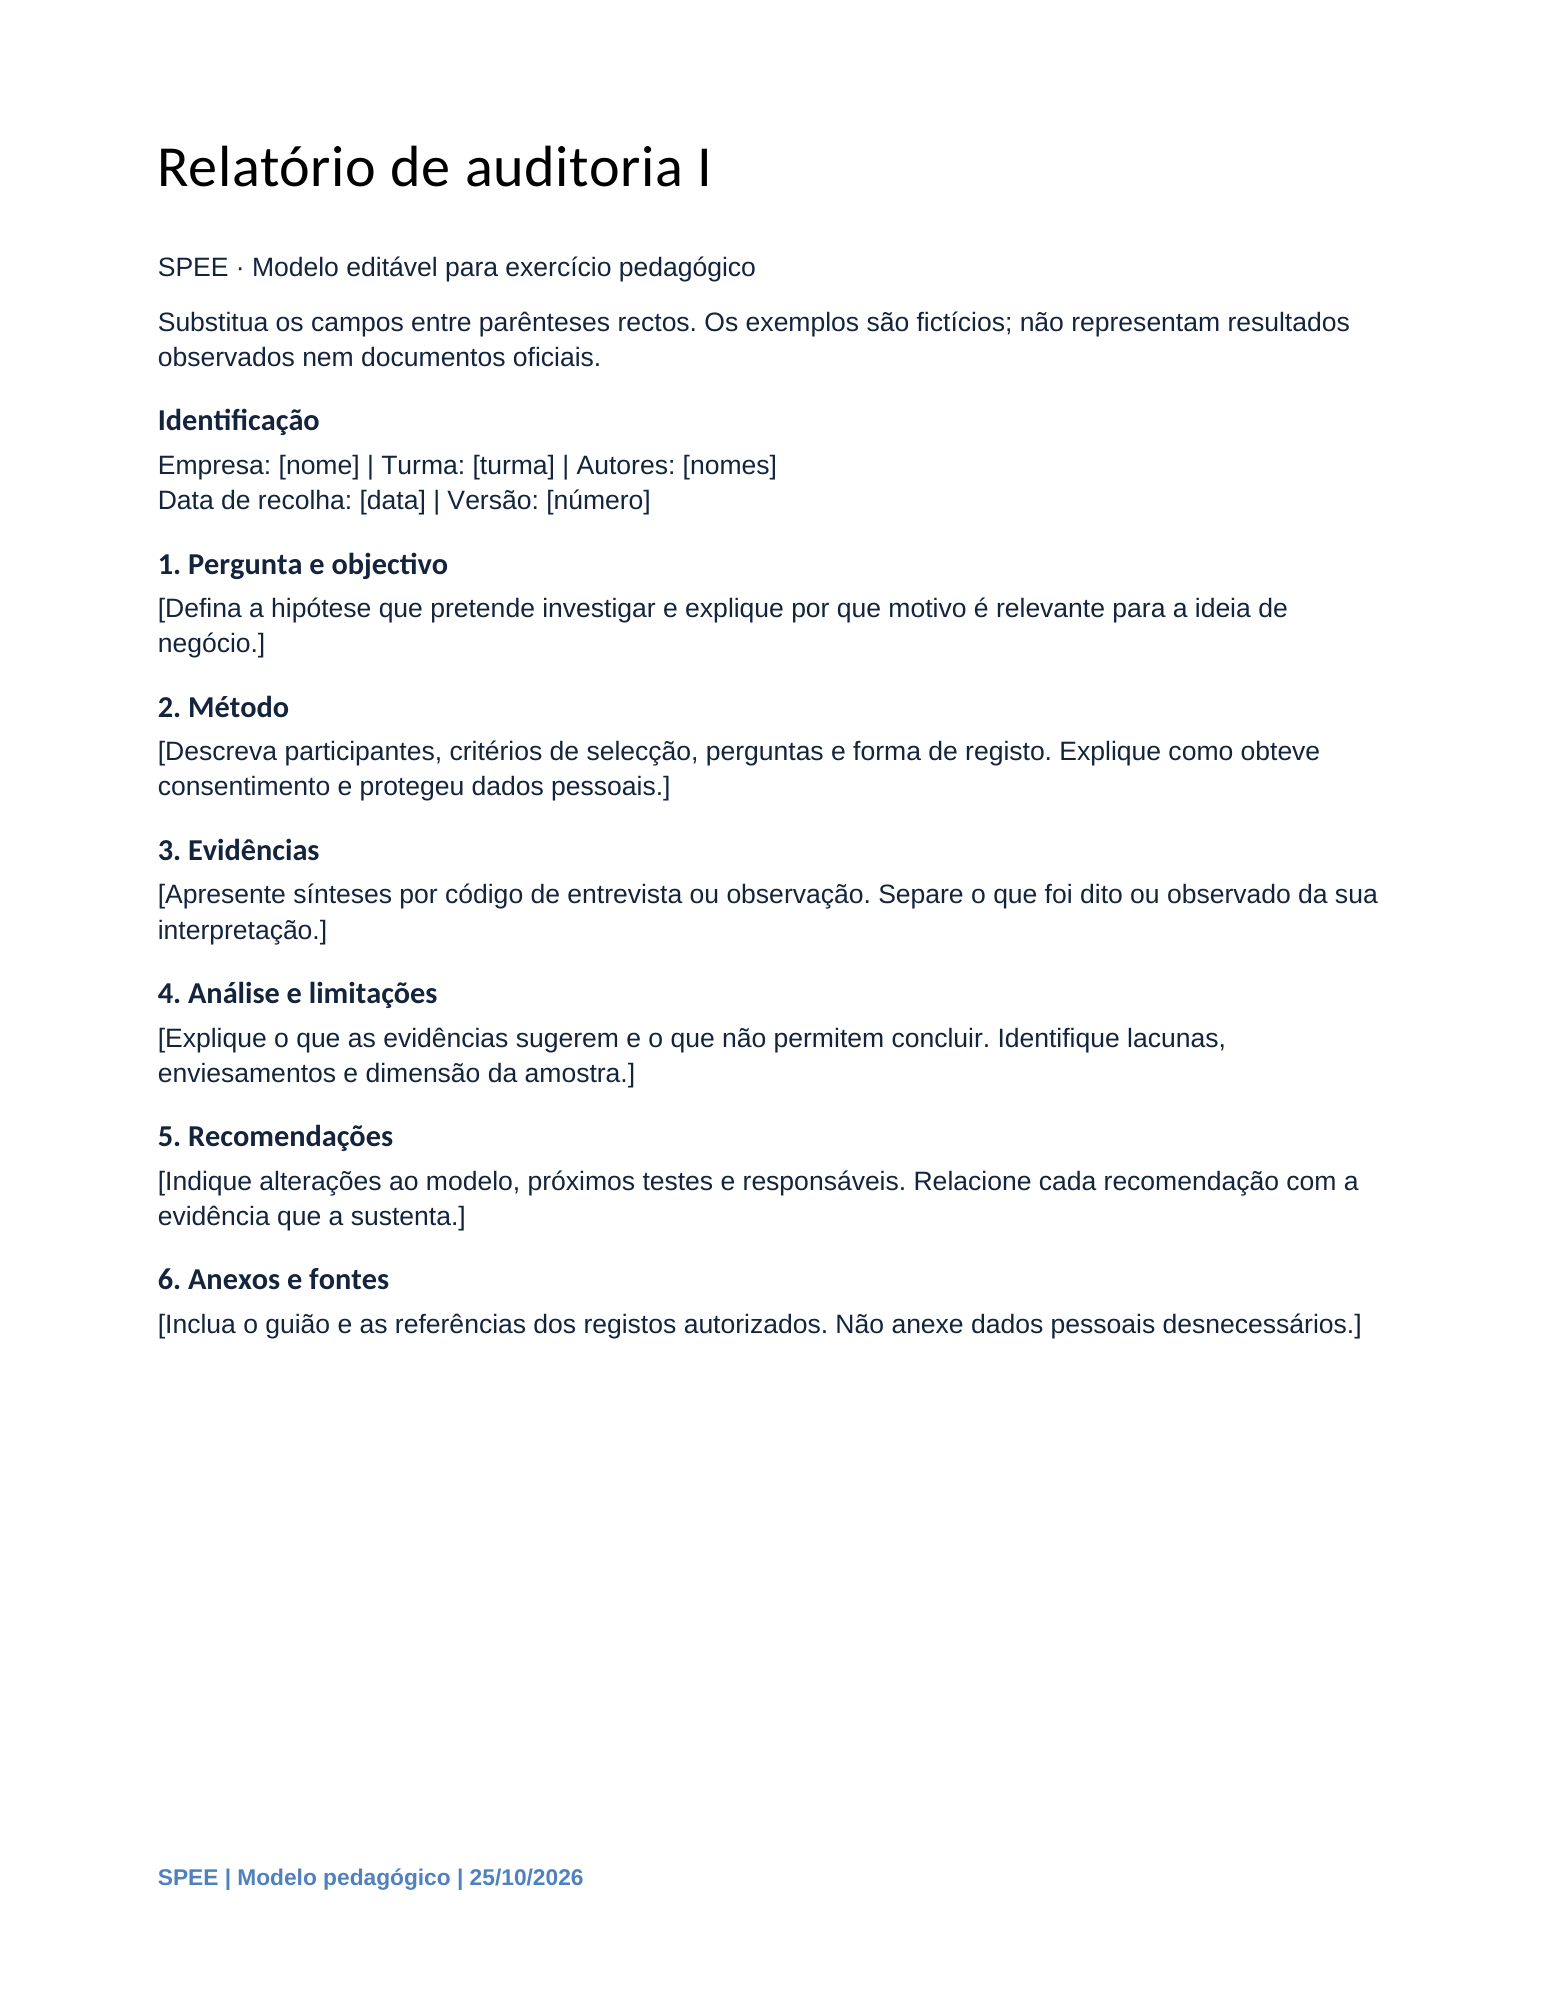 Relatório de auditoria I
SPEE · Modelo editável para exercício pedagógico
Substitua os campos entre parênteses rectos. Os exemplos são fictícios; não representam resultados
observados nem documentos oficiais.
Identificação
Empresa: [nome] | Turma: [turma] | Autores: [nomes]
Data de recolha: [data] | Versão: [número]
1. Pergunta e objectivo
[Defina a hipótese que pretende investigar e explique por que motivo é relevante para a ideia de
negócio.]
2. Método
[Descreva participantes, critérios de selecção, perguntas e forma de registo. Explique como obteve
consentimento e protegeu dados pessoais.]
3. Evidências
[Apresente sínteses por código de entrevista ou observação. Separe o que foi dito ou observado da sua
interpretação.]
4. Análise e limitações
[Explique o que as evidências sugerem e o que não permitem concluir. Identifique lacunas,
enviesamentos e dimensão da amostra.]
5. Recomendações
[Indique alterações ao modelo, próximos testes e responsáveis. Relacione cada recomendação com a
evidência que a sustenta.]
6. Anexos e fontes
[Inclua o guião e as referências dos registos autorizados. Não anexe dados pessoais desnecessários.]
SPEE | Modelo pedagógico | 25/10/2026